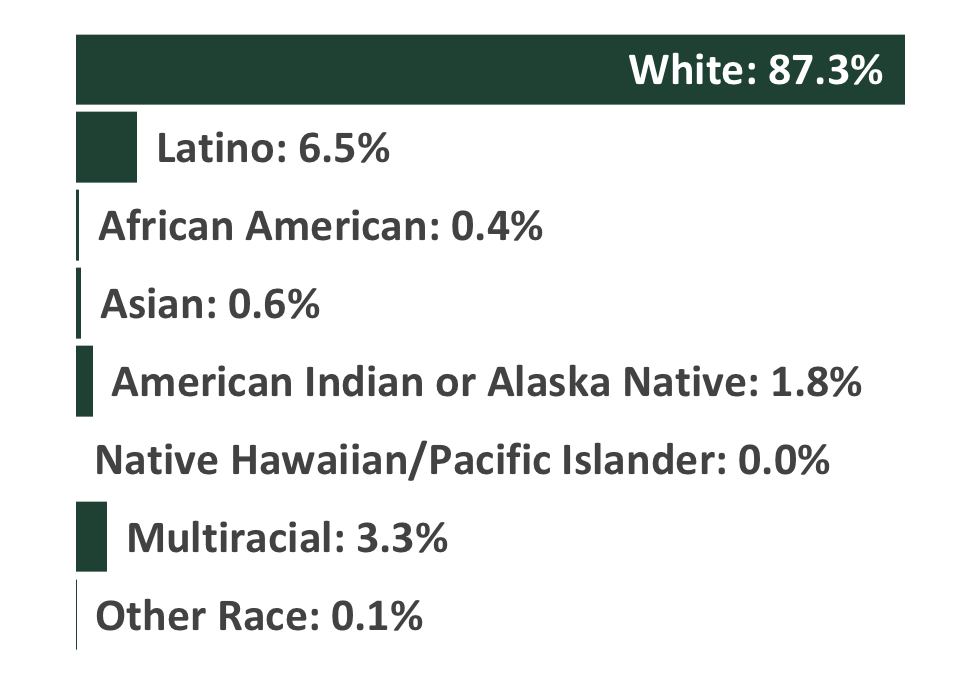 White: 87.3%
Latino: 6.5%
African American: 0.4%
Asian: 0.6%
American Indian or Alaska Native: 1.8%
Native Hawaiian/Pacific Islander: 0.0%
Multiracial: 3.3%
Other Race: 0.1%